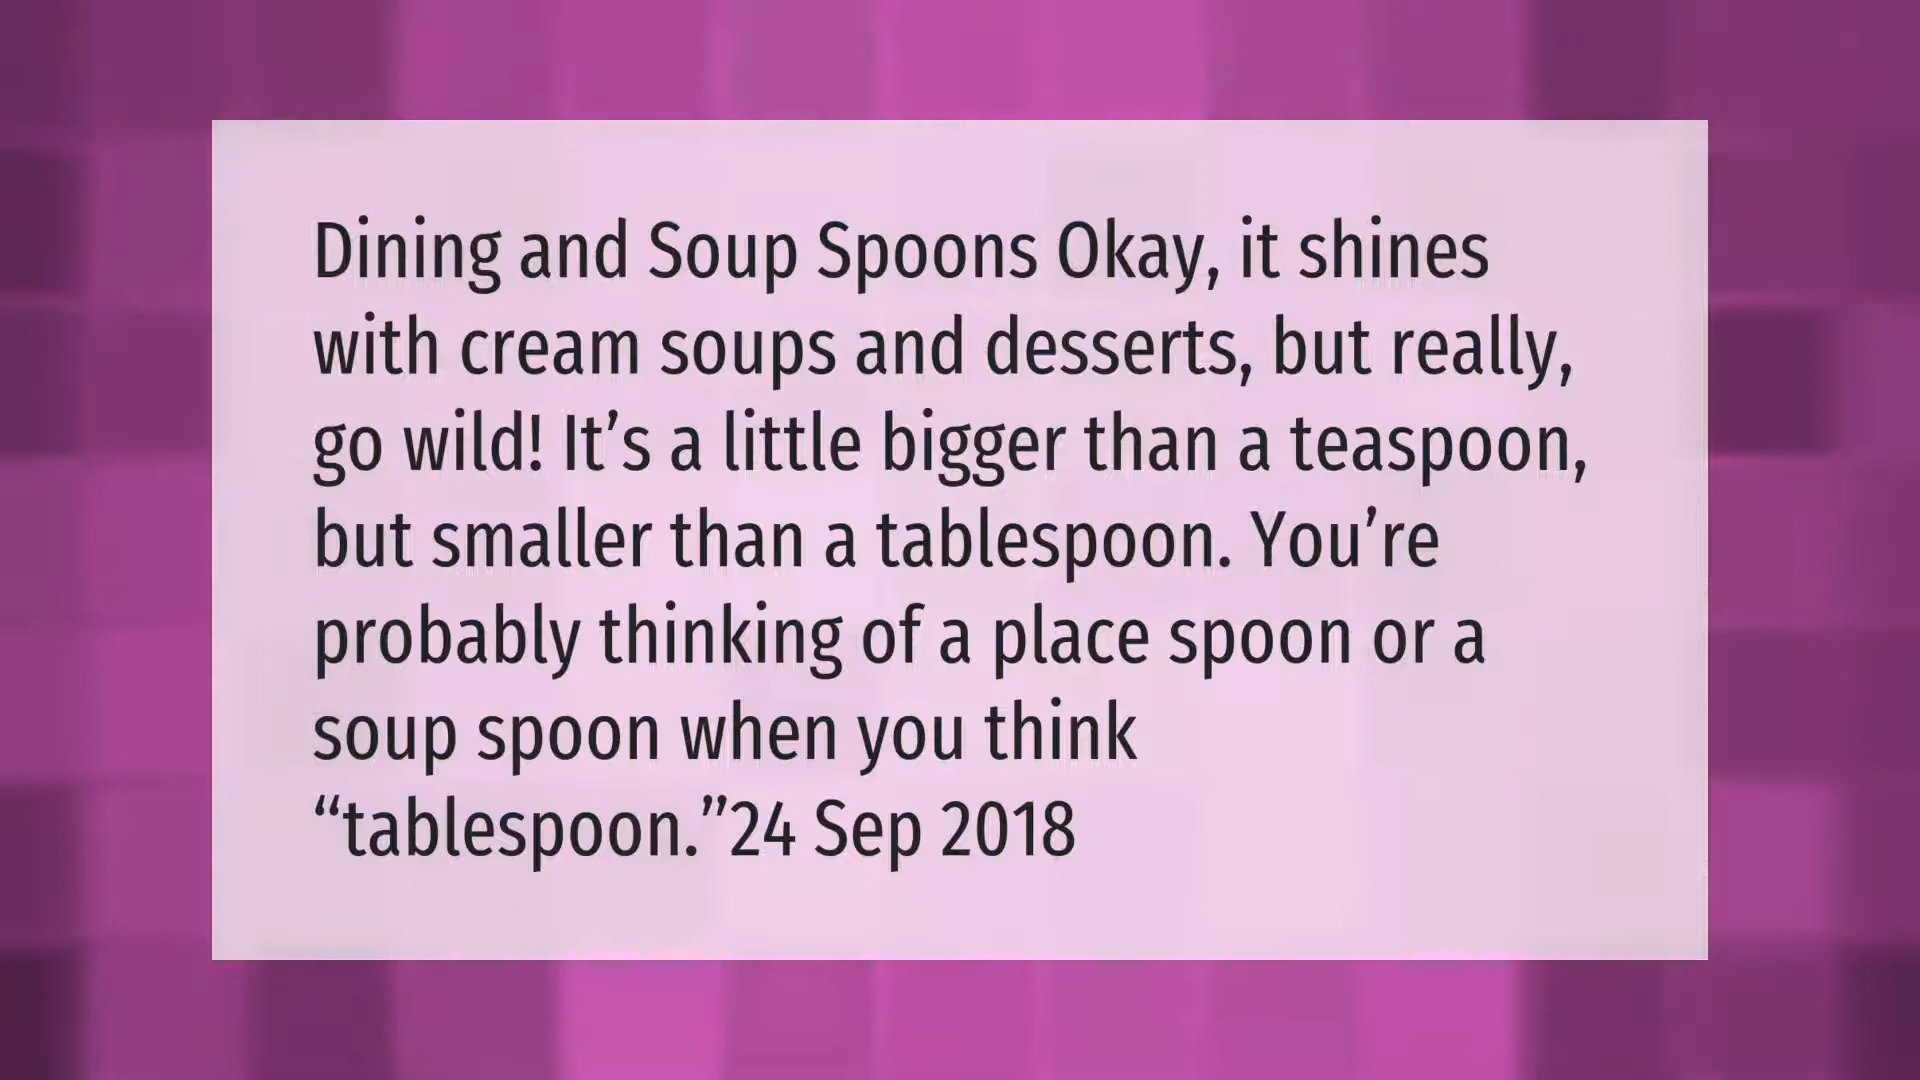 Dining and Soup Spoons Okay, it shines
with cream soups and desserts, but really,
go wild! It’s a little bigger than a teaspoon,
but smaller than a tablespoon. You’re
probably thinking of a place spoon or a
soup spoon when you think
“tablespoon.”24 Sep 2018